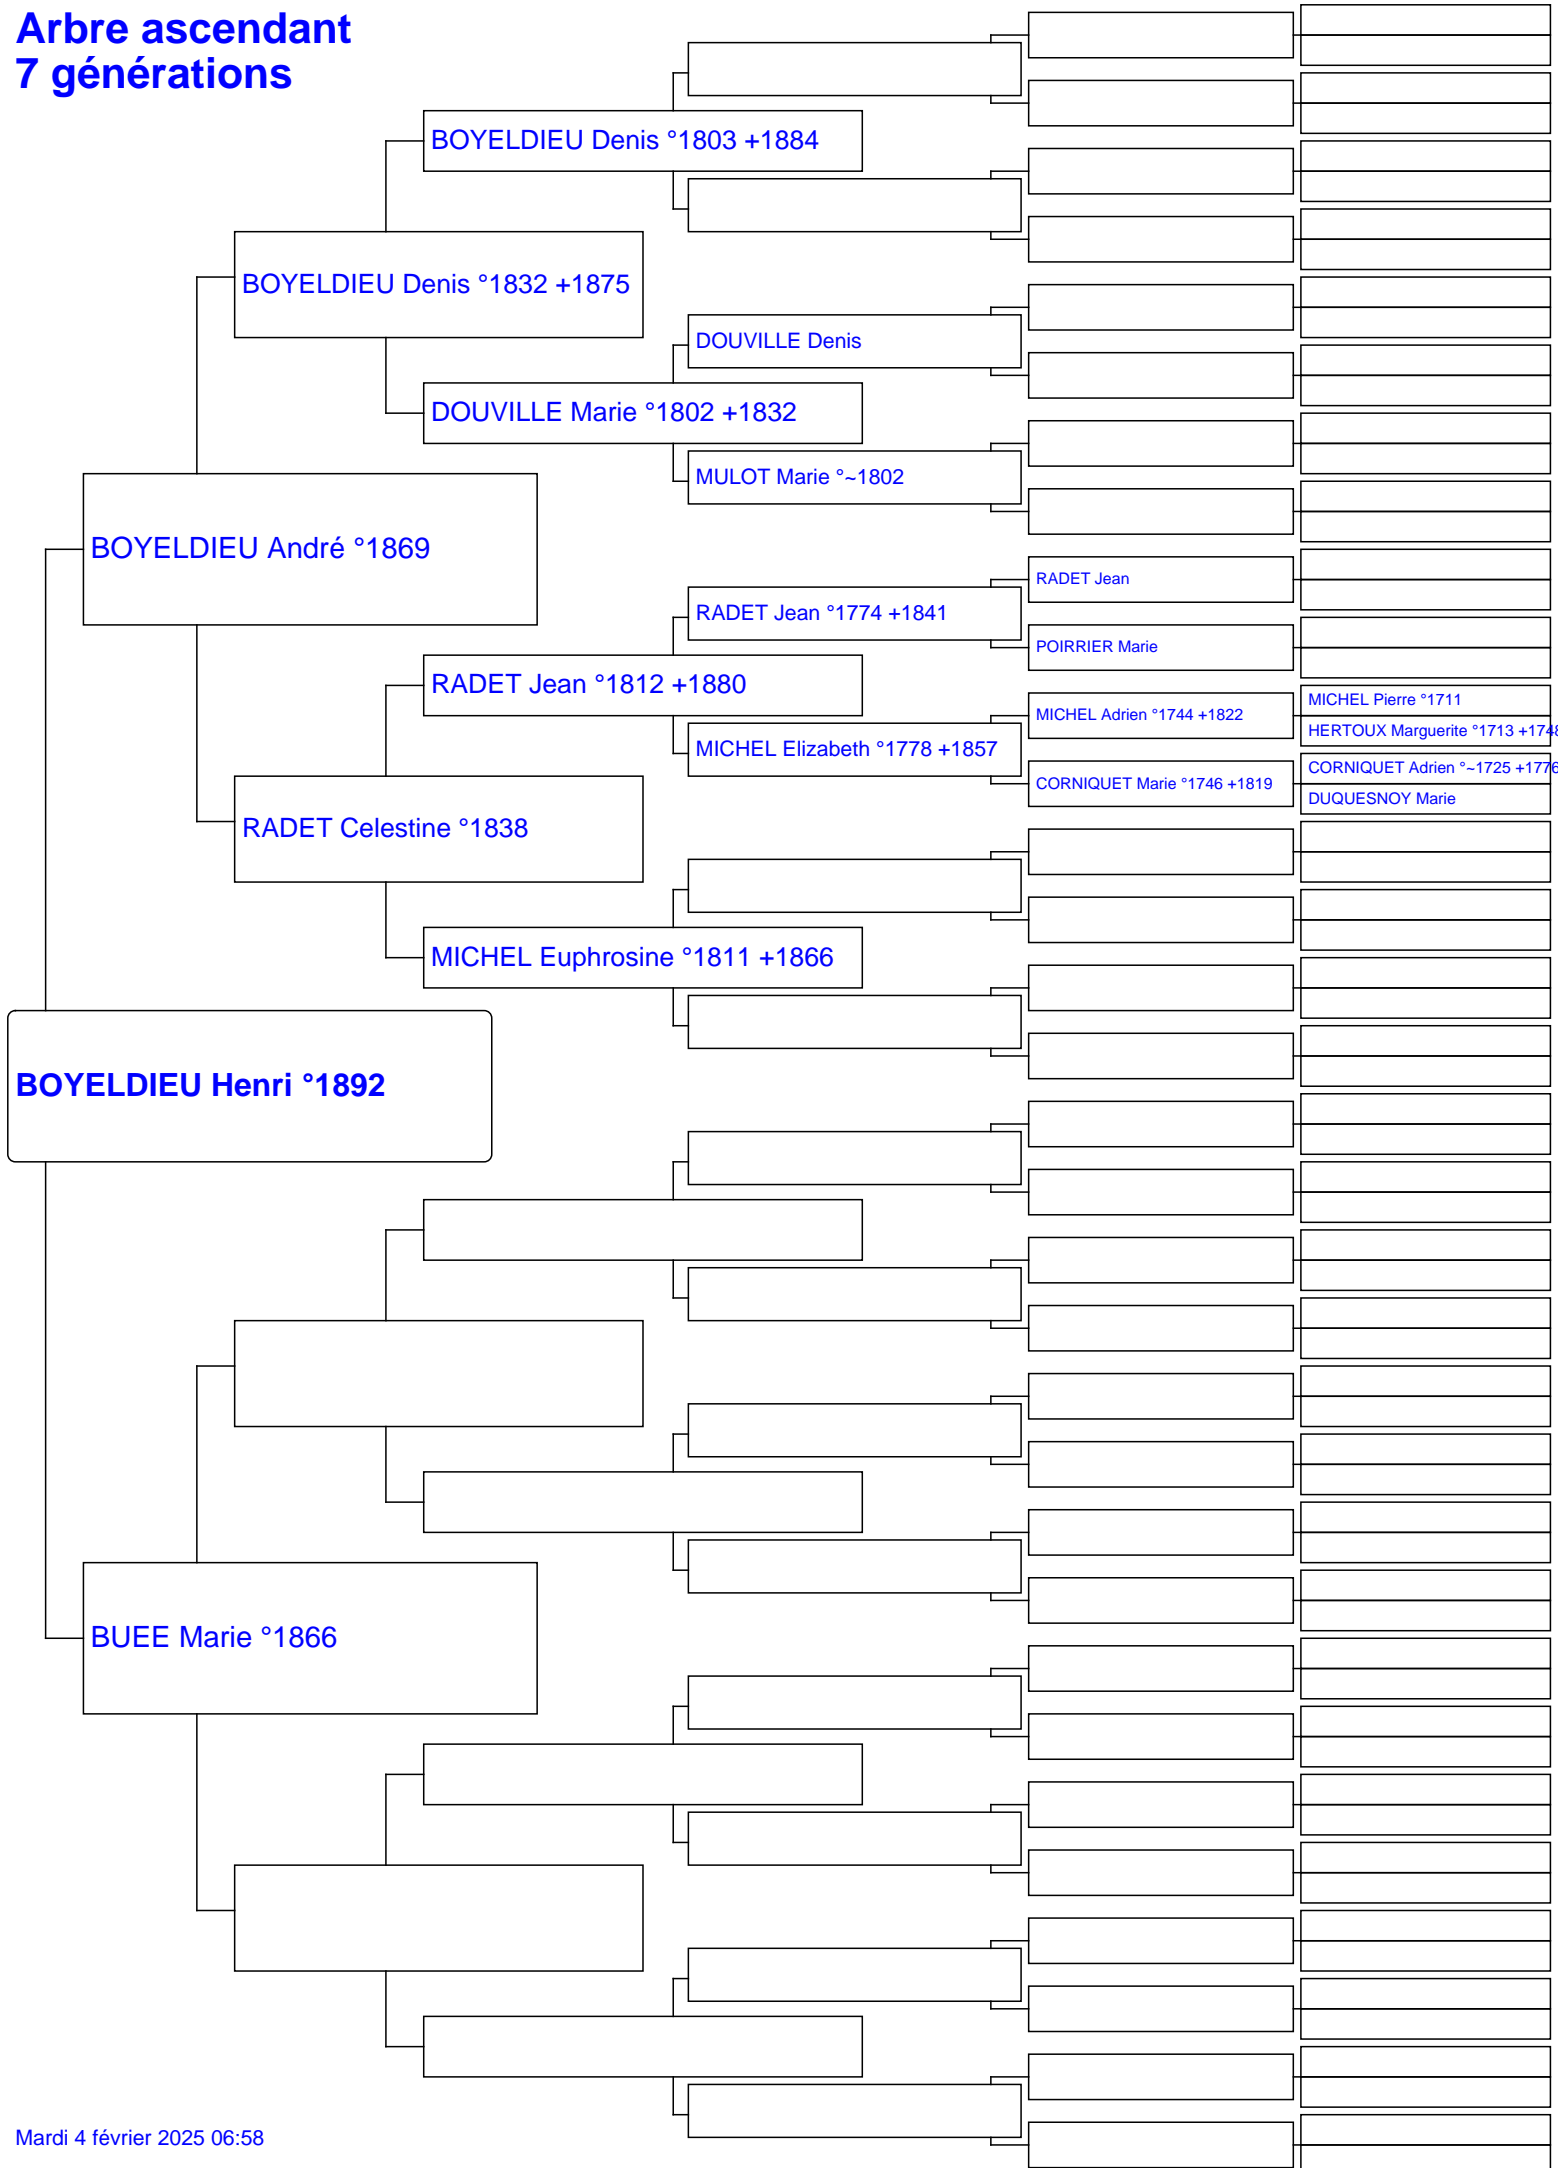 Arbre ascendant
7 générations
BOYELDIEU Denis °1803 +1884
BOYELDIEU Denis °1832 +1875
DOUVILLE Denis
DOUVILLE Marie °1802 +1832
MULOT Marie °~1802
BOYELDIEU André °1869
RADET Jean
RADET Jean °1774 +1841
POIRRIER Marie
RADET Jean °1812 +1880
MICHEL Pierre °1711
MICHEL Adrien °1744 +1822
HERTOUX Marguerite °1713 +1748
MICHEL Elizabeth °1778 +1857
CORNIQUET Adrien °~1725 +1776
CORNIQUET Marie °1746 +1819
DUQUESNOY Marie
RADET Celestine °1838
MICHEL Euphrosine °1811 +1866
BOYELDIEU Henri °1892
BUEE Marie °1866
Mardi 4 février 2025 06:58